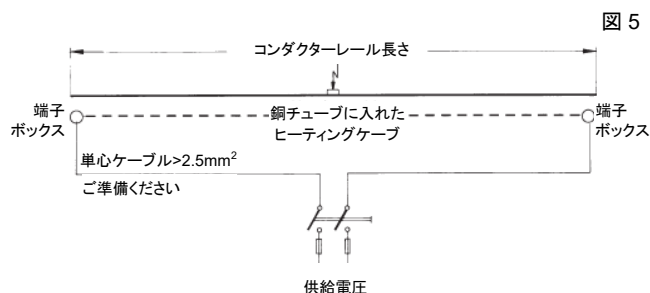 図 5
コンダクターレール長さ
端子
ボックス
銅チューブに入れた
ヒーティングケーブ
端子
ボックス
単心ケーブル>2.5mm²
ご準備ください
供給電圧